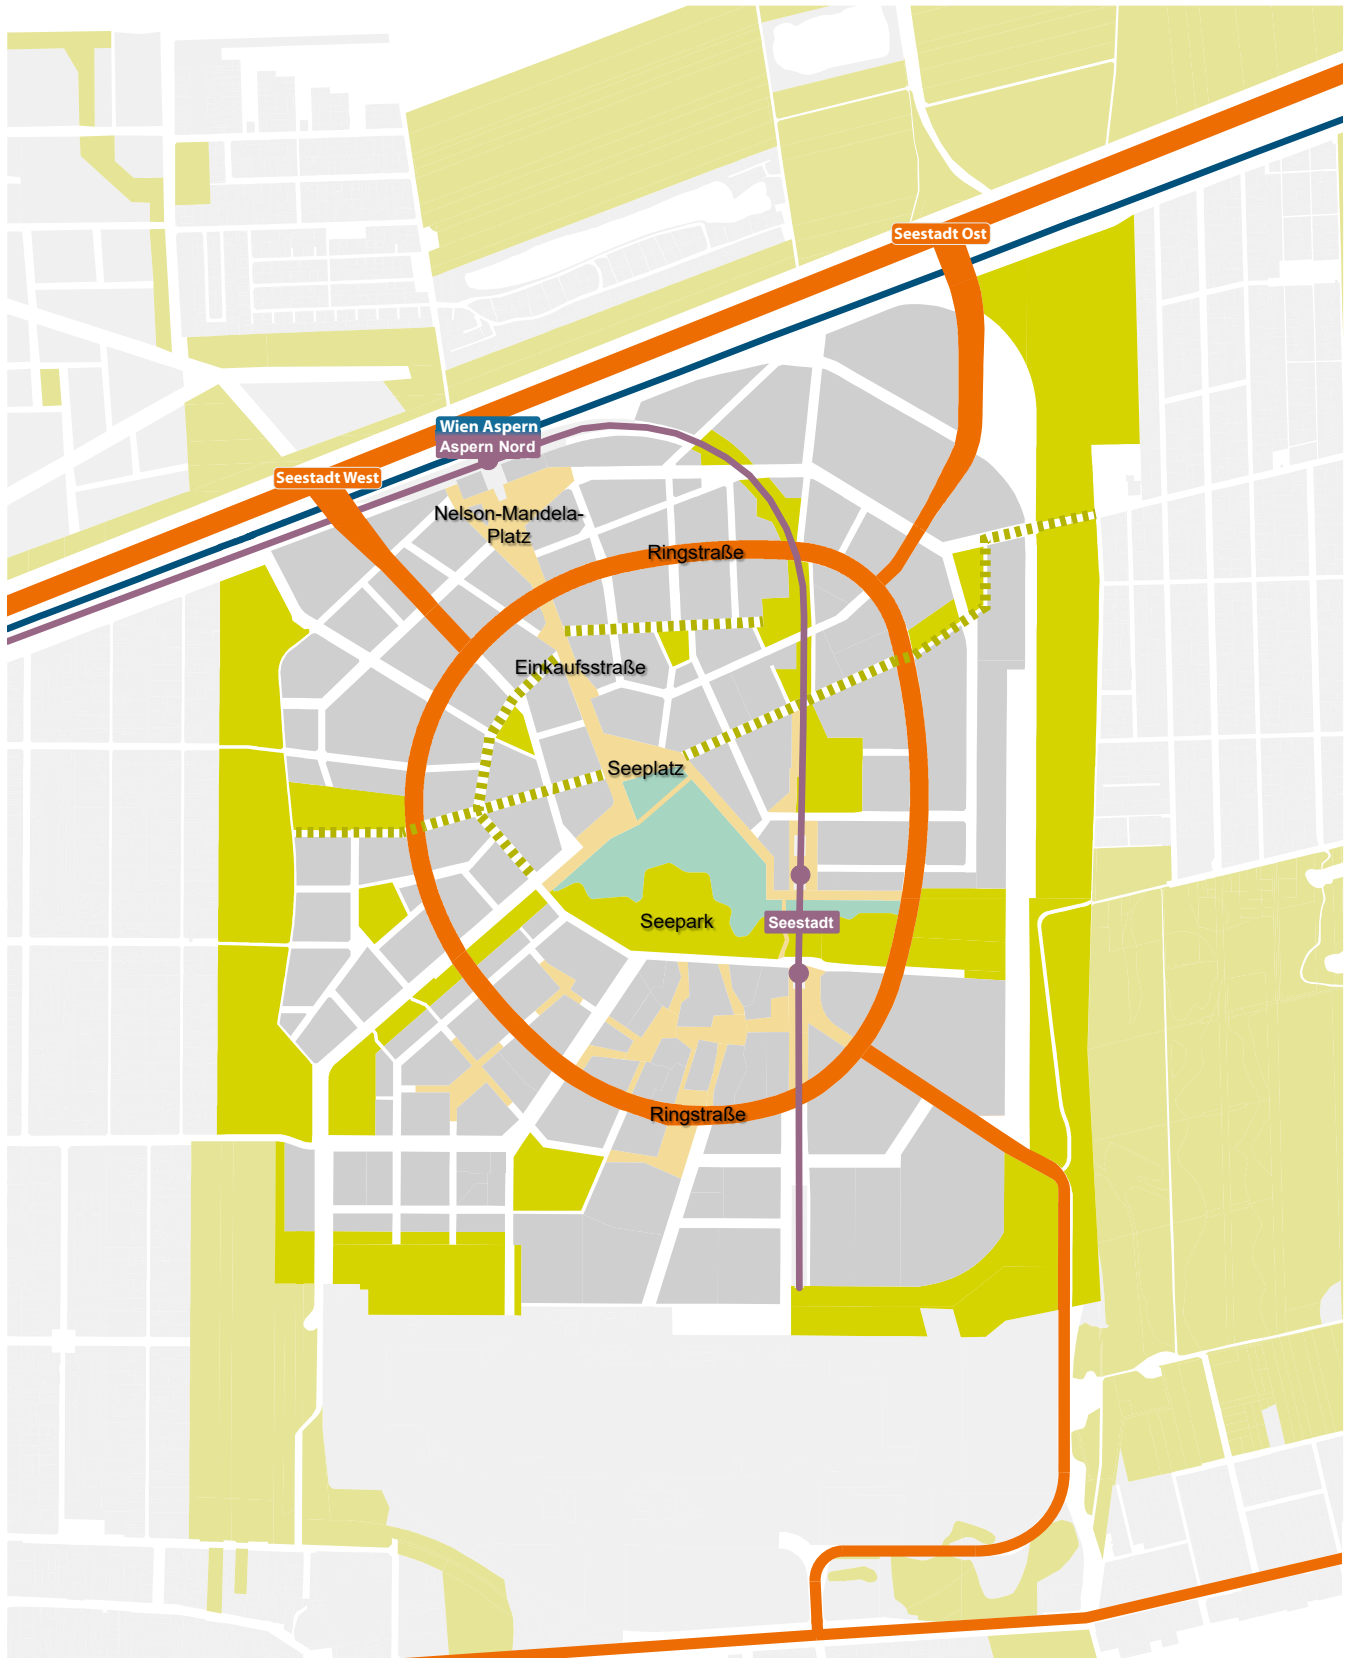 Seestadt Ost
Wien Aspern
Aspern Nord
Seestadt West
Nelson-Mandela-
Platz
Ringstraße
Einkaufsstraße
Seeplatz
Seepark
Seestadt
Ringstraße